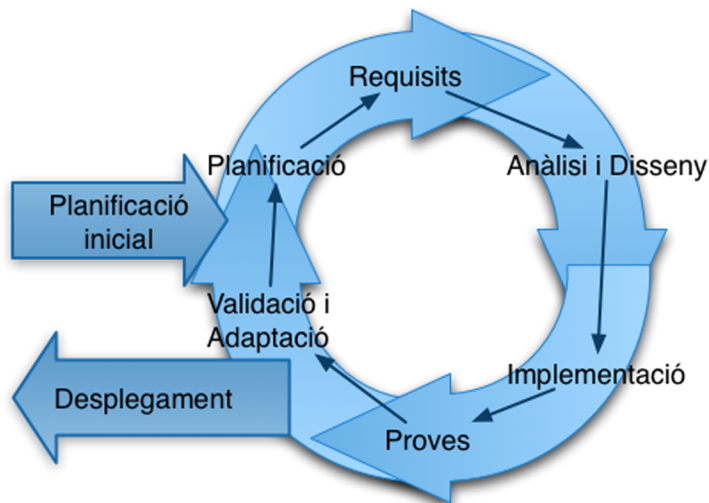 Requisits
Planificació
Anàlisi i Disseny
Planificació
inicial
Validació i
Adaptació
Implementació
Desplegament
Proves